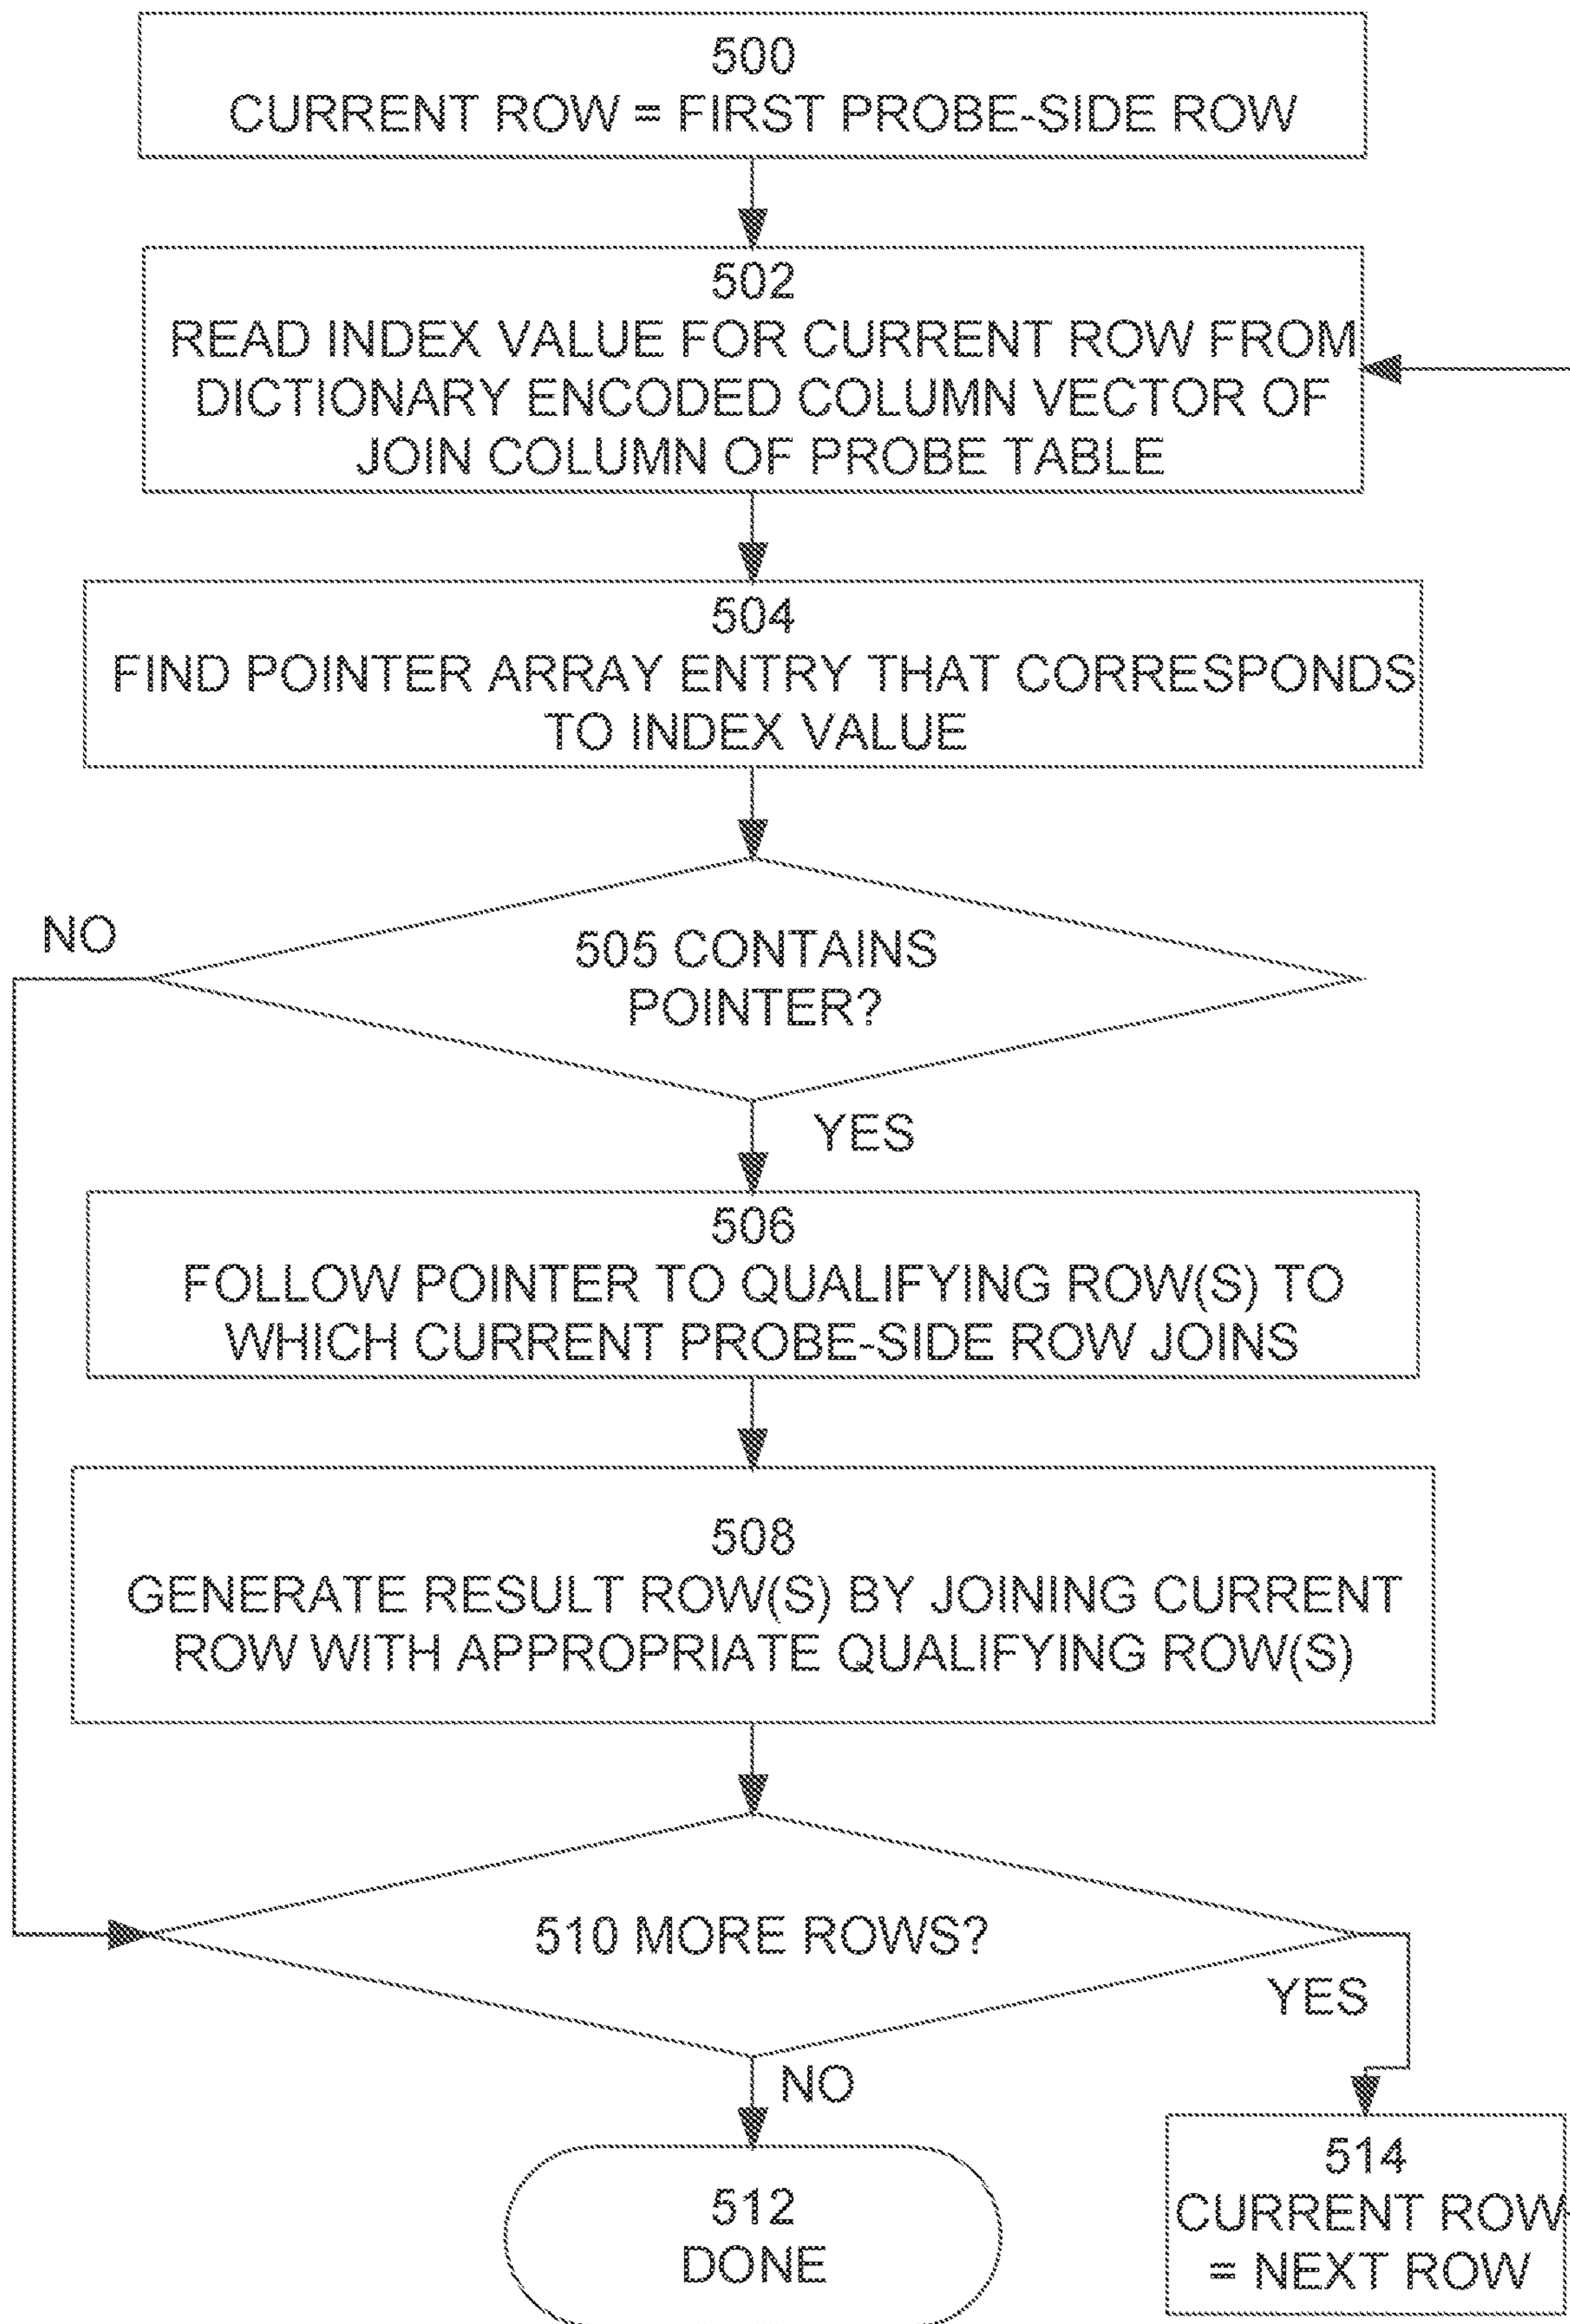 500
CURRENT ROW = FIRST PROBE-SIDE ROW
502
READ INDEX VALUE FOR CURRENT ROW FROM
DICTIONARY ENCODED COLUMN VECTOR OF
JOIN COLUMN OF PROBE TABLE
504
FIND POINTER ARRAY ENTRY THAT CORRESPONDS
TO INDEX VALUE
NO
505 CONTAINS
POINTER?
YES
506
FOLLOW POINTER TO QUALIFYING ROW(S) TO
WHICH CURRENT PROBE-SIDE ROW JOINS
508
GENERATE RESULT ROW(S) BY JOINING CURRENT
ROW WITH APPROPRIATE QUALIFYING ROW(S)
510 MORE ROWS?
YES
NO
512
DONE
514
CURRENT ROW
= NEXT ROW